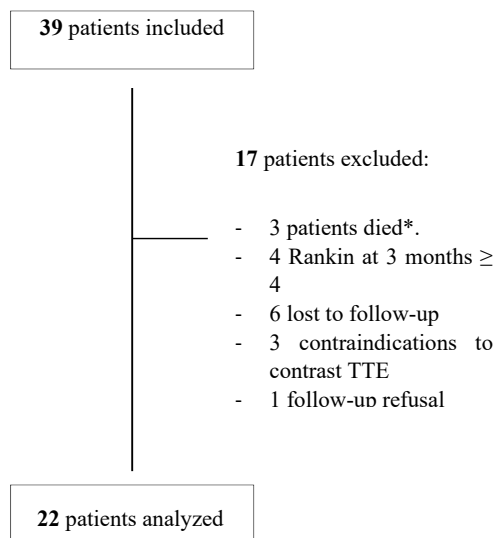 39 patients included
17 patients excluded:
- 3 patients died*.
- 4 Rankin at 3 months ≥
4
- 6 lost to follow-up
- 3 contraindications to
contrast TTE
- 1 follow-up refusal
22 patients analyzed